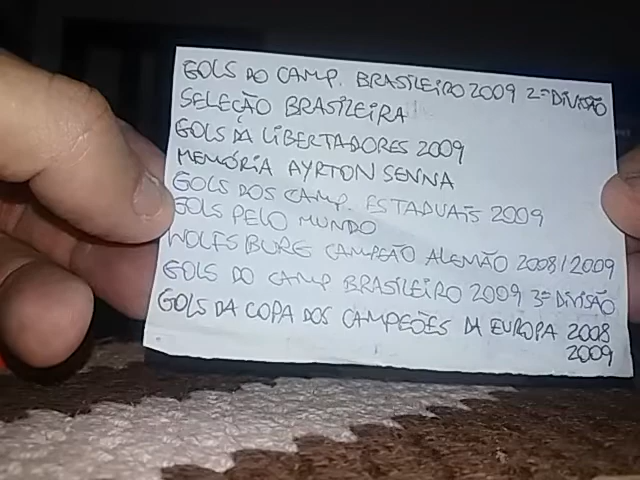 GOLS DO CAMP. BRASILEIRO 2009 2ª DIVISÃO
SELEÇÃO BRASILEIRA
GOLS DA LIBERTADORES 2009
MEMÓRIA AYRTON SENNA
GOLS DOS CAMP. ESTADUAIS 2009
GOLS PELO MUNDO
WOLFSBURG CAMPEÃO ALEMÃO 2008/2009
GOLS DO CAMP BRASILEIRO 2009 3ª DIVISÃO
GOLS DA COPA DOS CAMPEÕES DA EUROPA 2008
2009